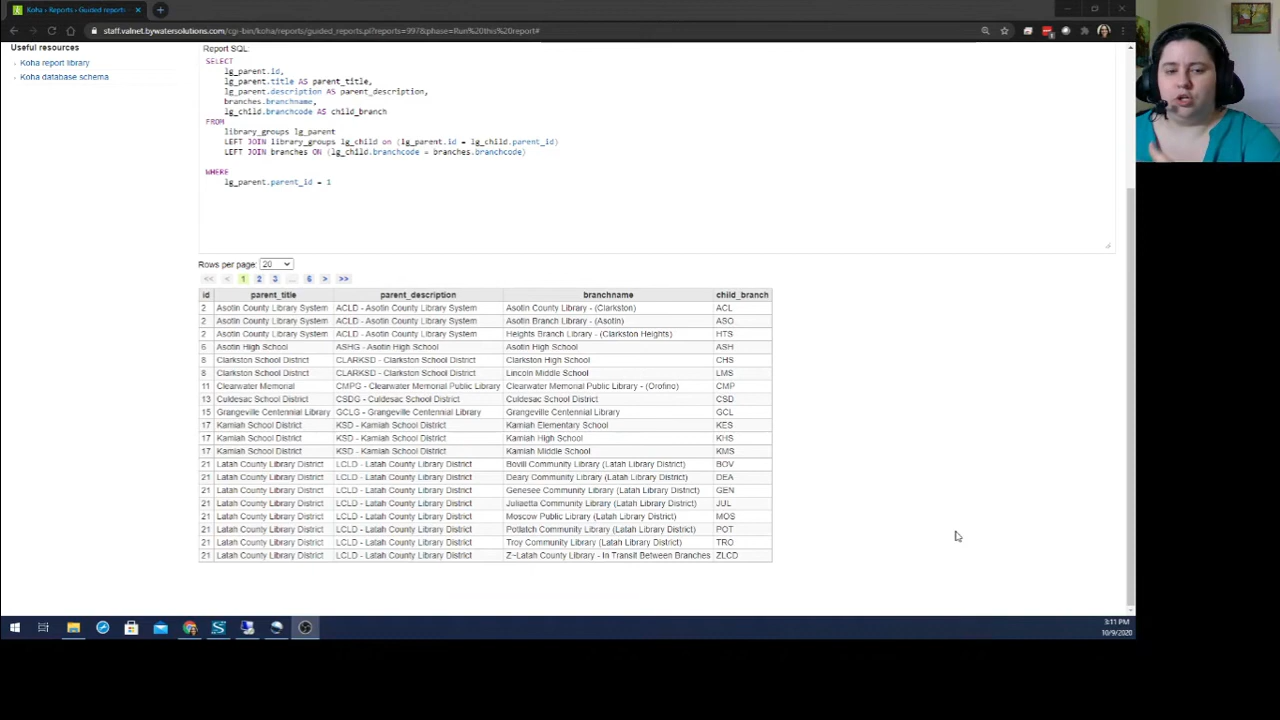 Koha › Reports › Guided reports
staff.valnet.bywatersolutions.com/cgi-bin/koha/reports/guided_reports.pl?reports=997&phase=Run%20this%20report#
Useful resources
Koha report library
Koha database schema
Report SQL:
SELECT
lg_parent.id,
lg_parent.title AS parent_title,
lg_parent.description AS parent_description,
branches.branchname,
lg_child.branchcode AS child_branch
FROM
library_groups lg_parent
LEFT JOIN library_groups lg_child on (lg_parent.id = lg_child.parent_id)
LEFT JOIN branches ON (lg_child.branchcode = branches.branchcode)
WHERE
lg_parent.parent_id = 1
Rows per page: 20
<< < 1 2 3 ... 6 > >>
id parent_title parent_description branchname child_branch
2 Asotin County Library System ACLD - Asotin County Library System Asotin County Library - (Clarkston) ACL
2 Asotin County Library System ACLD - Asotin County Library System Asotin Branch Library - (Asotin) ASO
2 Asotin County Library System ACLD - Asotin County Library System Heights Branch Library - (Clarkston Heights) HTS
6 Asotin High School ASHG - Asotin High School Asotin High School ASH
8 Clarkston School District CLARKSD - Clarkston School District Clarkston High School CHS
8 Clarkston School District CLARKSD - Clarkston School District Lincoln Middle School LMS
11 Clearwater Memorial CMPG - Clearwater Memorial Public Library Clearwater Memorial Public Library - (Orofino) CMP
13 Culdesac School District CSDG - Culdesac School District Culdesac School District CSD
15 Grangeville Centennial Library GCLG - Grangeville Centennial Library Grangeville Centennial Library GCL
17 Kamiah School District KSD - Kamiah School District Kamiah Elementary School KES
17 Kamiah School District KSD - Kamiah School District Kamiah High School KHS
17 Kamiah School District KSD - Kamiah School District Kamiah Middle School KMS
21 Latah County Library District LCLD - Latah County Library District Bovill Community Library (Latah Library District) BOV
21 Latah County Library District LCLD - Latah County Library District Deary Community Library (Latah Library District) DEA
21 Latah County Library District LCLD - Latah County Library District Genesee Community Library (Latah Library District) GEN
21 Latah County Library District LCLD - Latah County Library District Juliaetta Community Library (Latah Library District) JUL
21 Latah County Library District LCLD - Latah County Library District Moscow Public Library (Latah Library District) MOS
21 Latah County Library District LCLD - Latah County Library District Potlatch Community Library (Latah Library District) POT
21 Latah County Library District LCLD - Latah County Library District Troy Community Library (Latah Library District) TRO
21 Latah County Library District LCLD - Latah County Library District Z~Latah County Library - In Transit Between Branches ZLCD
3:11 PM
10/9/2020